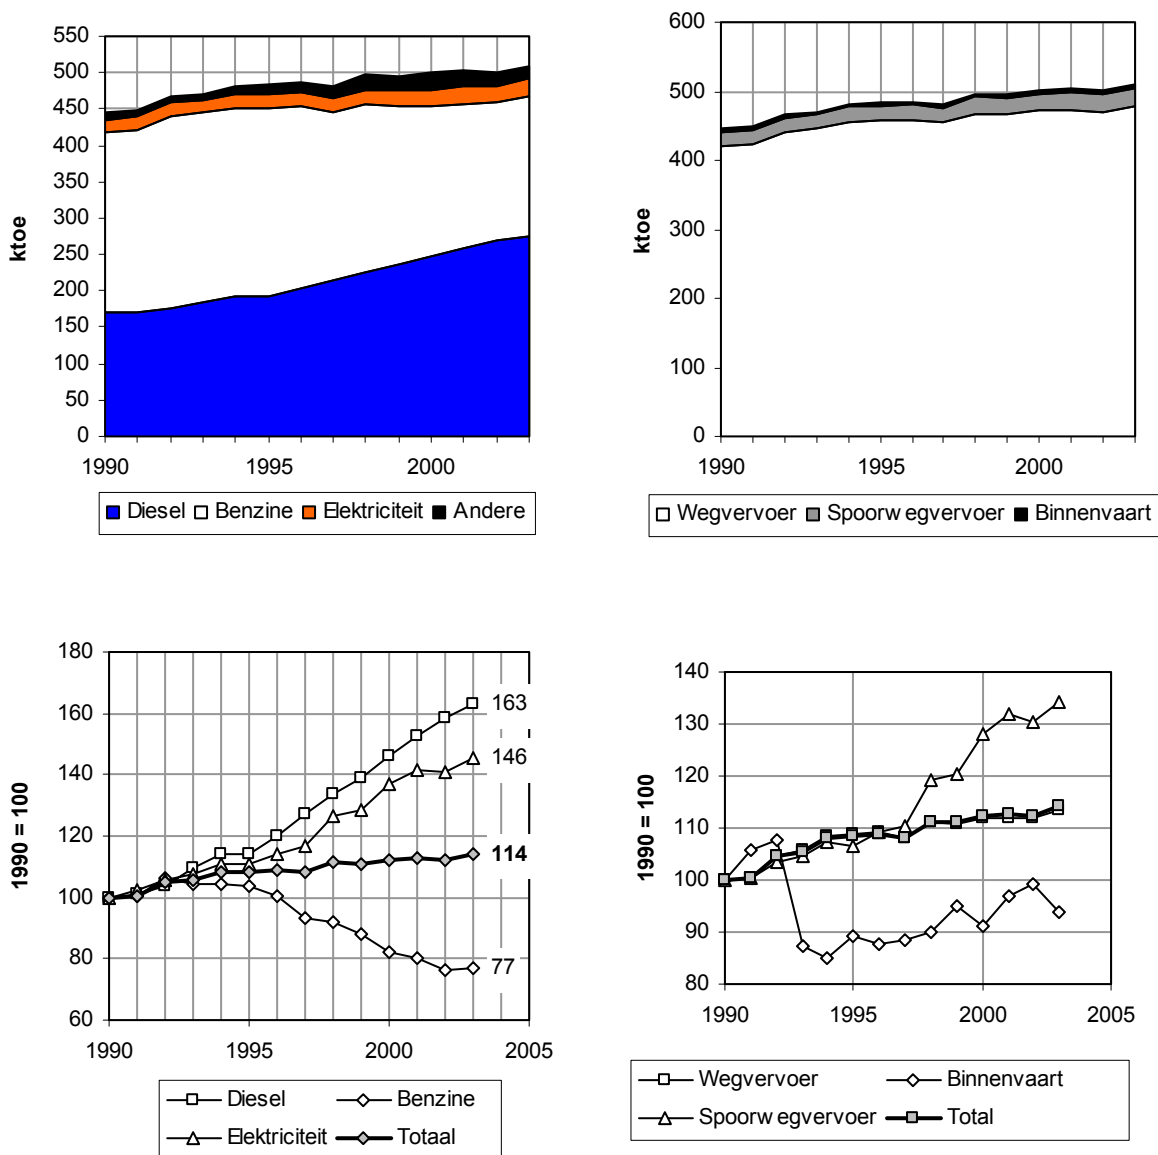 550
500
450
400
350
300
250
200
150
100
50
0
ktoe
1990 1995 2000
Diesel Benzine Elektriciteit Andere
600
500
400
300
200
100
0
ktoe
1990 1995 2000
Wegvervoer Spoorw egvervoer Binnenvaart
180
160
140
120
100
80
60
1990 = 100
163
146
114
77
1990 1995 2000 2005
Diesel Benzine
Elektriciteit Totaal
140
130
120
110
100
90
80
1990 = 100
1990 1995 2000 2005
Wegvervoer Binnenvaart
Spoorw egvervoer Total